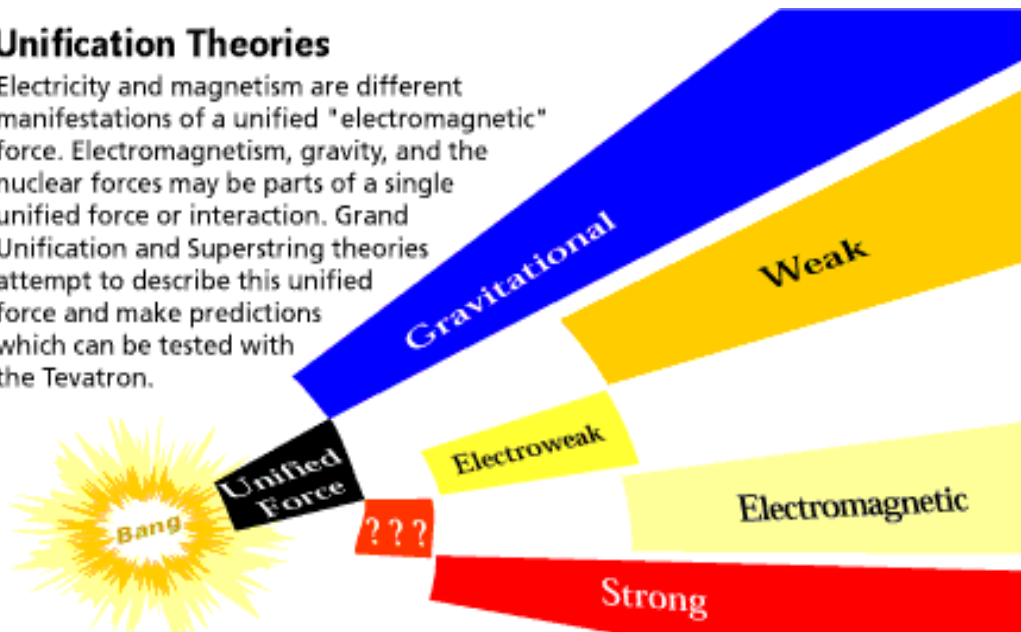 Unification Theories
Electricity and magnetism are different
manifestations of a unified "electromagnetic"
force. Electromagnetism, gravity, and the
nuclear forces may be parts of a single
unified force or interaction. Grand
Unification and Superstring theories
attempt to describe this unified
force and make predictions
which can be tested with
the Tevatron.
Gravitational
Weak
Electroweak
Unified
Force
Electromagnetic
Bang
? ? ?
Strong